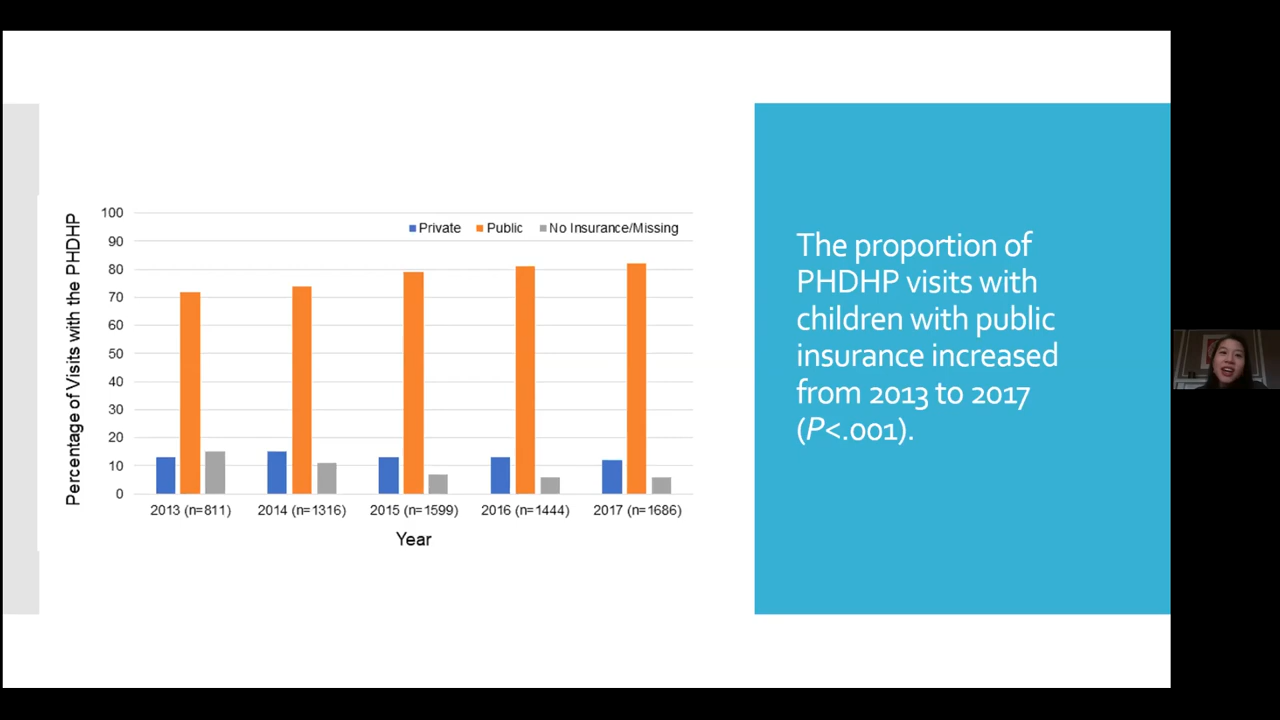 Percentage of Visits with the PHDHP
100
90
80
70
60
50
40
30
20
10
0
Private Public No Insurance/Missing
2013 (n=811) 2014 (n=1316) 2015 (n=1599) 2016 (n=1444) 2017 (n=1686)
Year
The proportion of
PHDHP visits with
children with public
insurance increased
from 2013 to 2017
(P<.001).